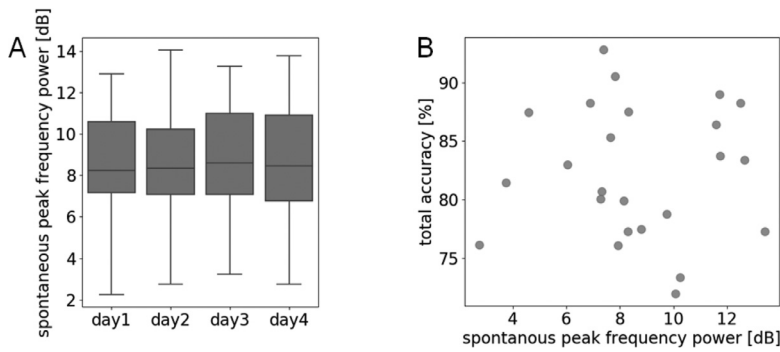 A
spontaneous peak frequency power [dB]
14
12
10
8
6
4
2
day1 day2 day3 day4
B
total accuracy [%]
90
85
80
75
4 6 8 10 12
spontanous peak frequency power [dB]